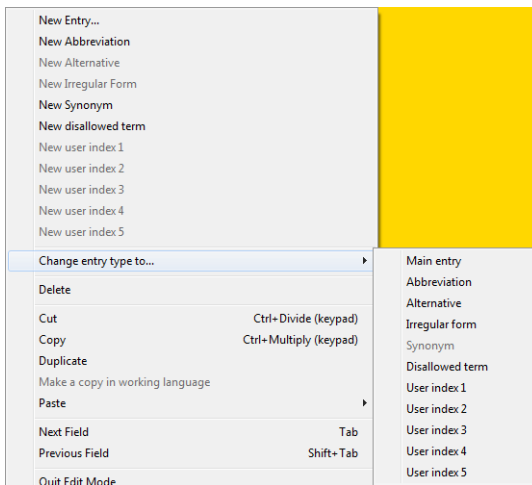 New Entry...
New Abbreviation
New Alternative
New Irregular Form
New Synonym
New disallowed term
New user index 1
New user index 2
New user index 3
New user index 4
New user index 5
Change entry type to...
Delete
Cut Ctrl+Divide (keypad)
Copy Ctrl+Multiply (keypad)
Duplicate
Make a copy in working language
Paste
Next Field Tab
Previous Field Shift+Tab
Quit Edit Mode
Main entry
Abbreviation
Alternative
Irregular form
Synonym
Disallowed term
User index 1
User index 2
User index 3
User index 4
User index 5